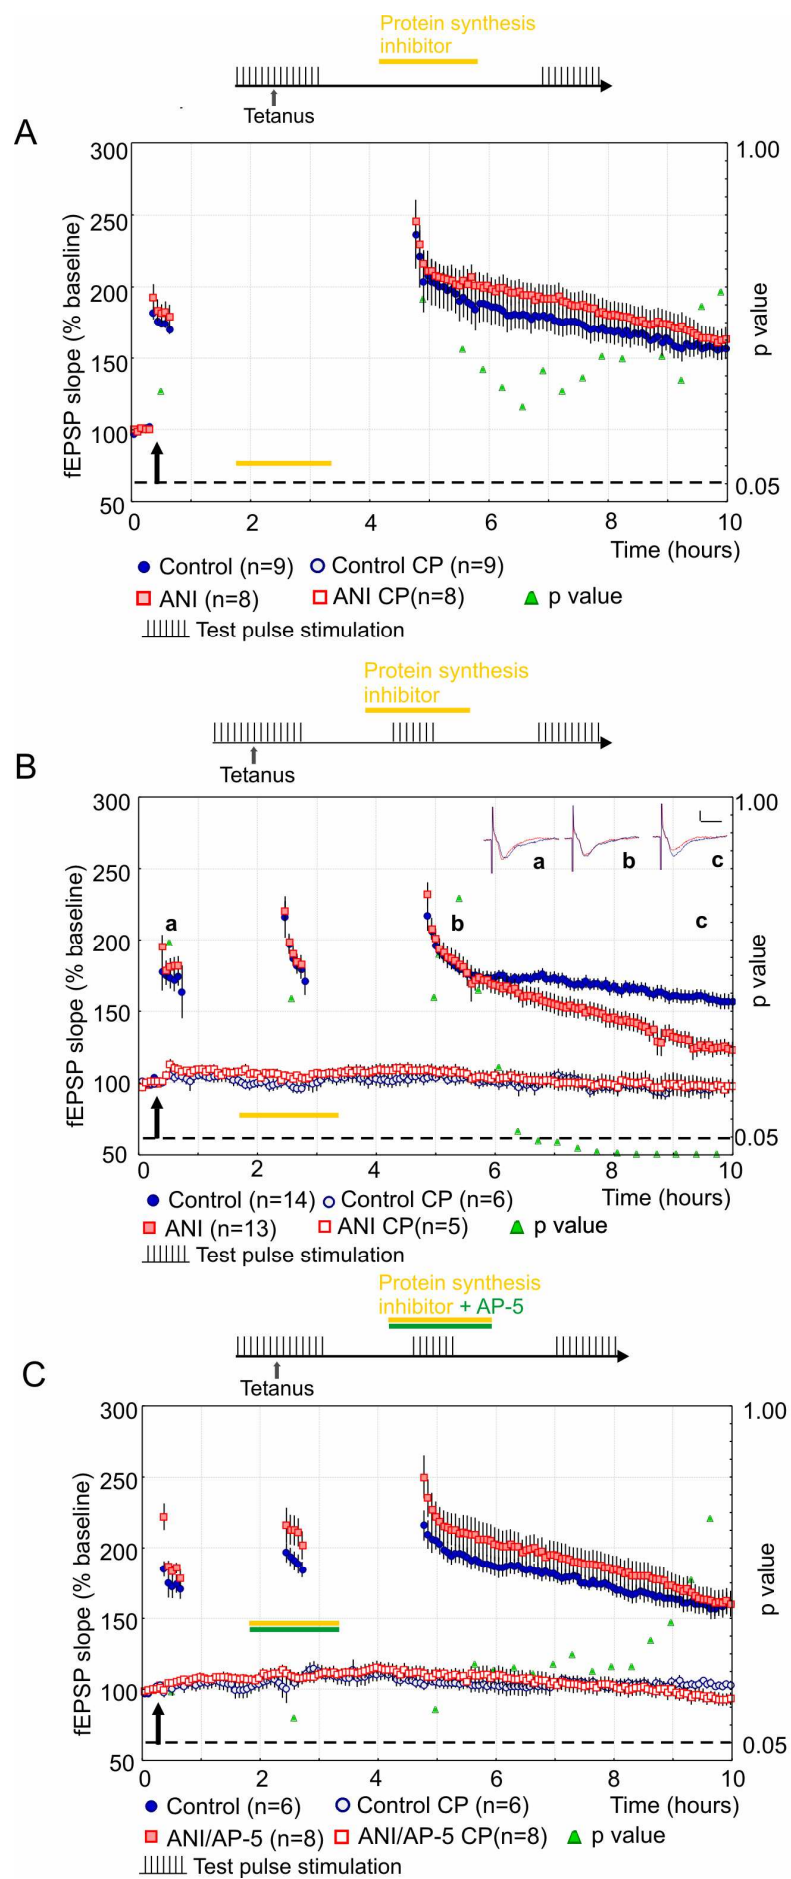 Protein synthesis
inhibitor
Tetanus
A
300
250
200
150
100
50
fEPSP slope (% baseline)
1.00
0.05
p value
0 2 4 6 8 10
Time (hours)
Control (n=9) Control CP (n=9)
ANI (n=8) ANI CP(n=8) p value
Test pulse stimulation
Protein synthesis
inhibitor
Tetanus
B
300
250
200
150
100
50
fEPSP slope (% baseline)
a b c
a b c
1.00
0.05
p value
0 2 4 6 8 10
Time (hours)
Control (n=14) Control CP (n=6)
ANI (n=13) ANI CP(n=5) p value
Test pulse stimulation
Protein synthesis
inhibitor + AP-5
Tetanus
C
300
250
200
150
100
50
fEPSP slope (% baseline)
1.00
0.05
p value
0 2 4 6 8 10
Time (hours)
Control (n=6) Control CP (n=6)
ANI/AP-5 (n=8) ANI/AP-5 CP(n=8) p value
Test pulse stimulation